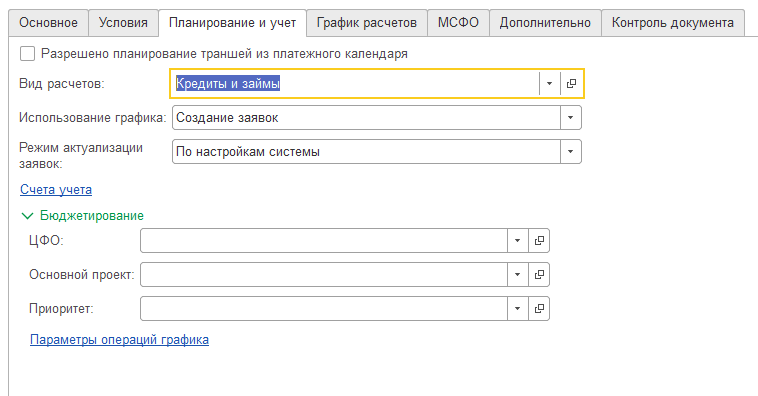 Основное Условия Планирование и учет График расчетов МСФО Дополнительно Контроль документа
Разрешено планирование траншей из платежного календаря
Вид расчетов: Кредиты и займы
Использование графика: Создание заявок
Режим актуализации
заявок: По настройкам системы
Счета учета
Бюджетирование
ЦФО:
Основной проект:
Приоритет:
Параметры операций графика